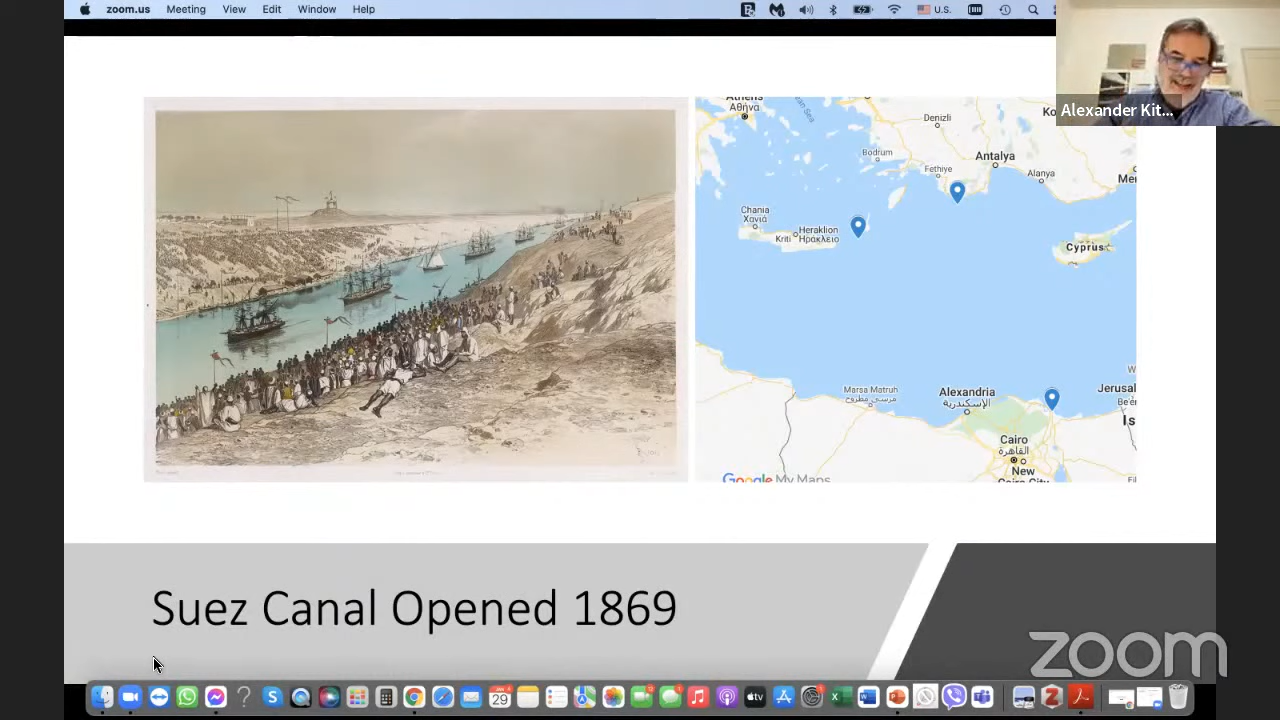 zoom.us Meeting View Edit Window Help
U.S.
Alexander Kit...
Αθήνα
Denizli
Bodrum
Antalya
Fethiye
Alanya
Chania
Χανιά
Heraklion
Kriti
Ηράκλειο
Cyprus
Marsa Matruh
مرسى مطروح
Alexandria
الإسكندرية
Jerusal
Cairo
القاهرة
New
Google My Maps
Suez Canal Opened 1869
zoom
29
tv